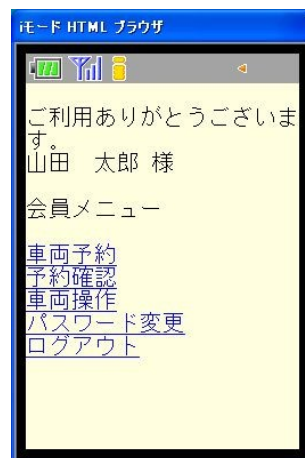 iモード HTML ブラウザ
ご利用ありがとうございま
す。
山田　太郎 様
会員メニュー
車両予約
予約確認
車両操作
パスワード変更
ログアウト